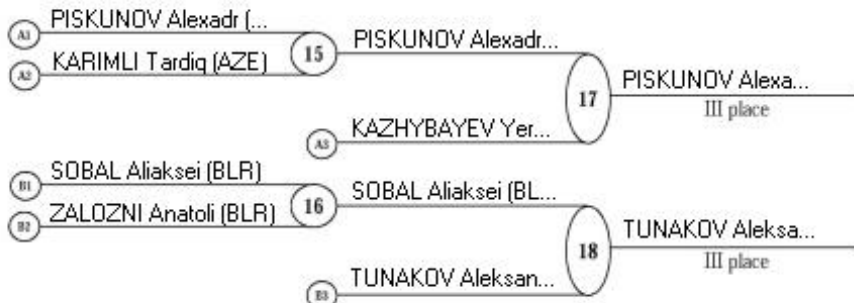 A1 PISKUNOV Alexadr (...
A2 KARIMLI Tardiq (AZE)
15 PISKUNOV Alexadr...
A3 KAZHYBAYEV Yer...
17 PISKUNOV Alexa...
III place
B1 SOBAL Aliaksei (BLR)
B2 ZALOZNI Anatoli (BLR)
16 SOBAL Aliaksei (BL...
B3 TUNAKOV Aleksan...
18 TUNAKOV Aleksa...
III place